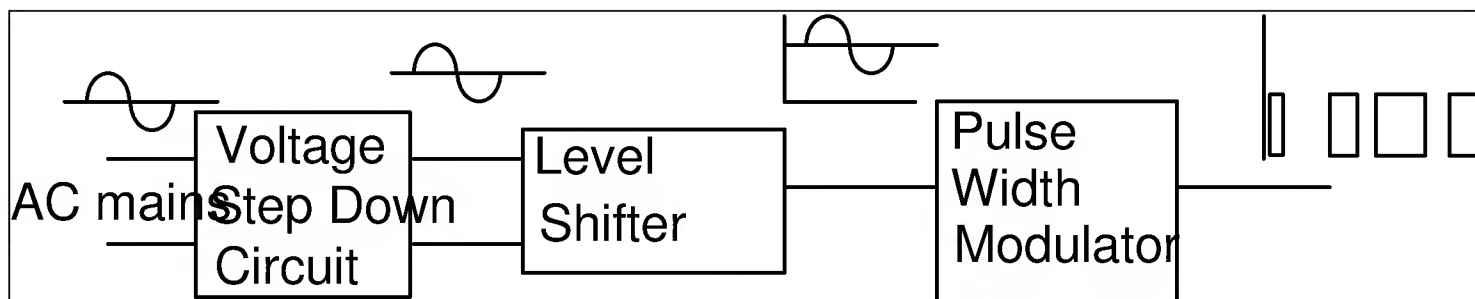 AC mains
Voltage
Step Down
Circuit
Level
Shifter
Pulse
Width
Modulator